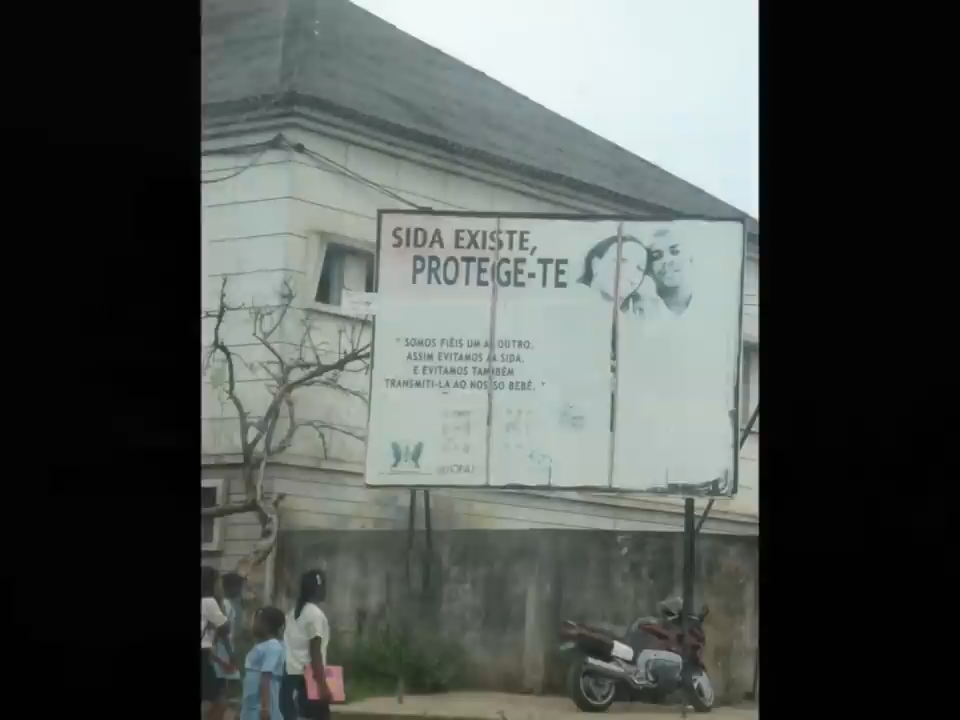 SIDA EXISTE,
PROTEGE-TE
" SOMOS FIÉIS UM AO OUTRO,
ASSIM EVITAMOS A SIDA,
E EVITAMOS TAMBÉM
TRANSMITI-LA AO NOSSO BEBÉ. "